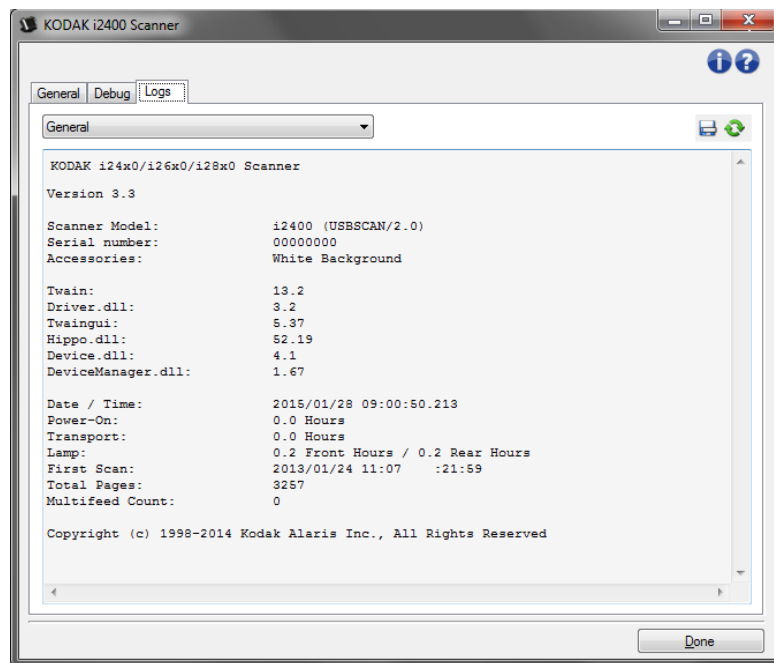 KODAK i2400 Scanner
General Debug Logs
General
KODAK i24x0/i26x0/i28x0 Scanner
Version 3.3
Scanner Model: i2400 (USBSCAN/2.0)
Serial number: 00000000
Accessories: White Background
Twain: 13.2
Driver.dll: 3.2
Twaingui: 5.37
Hippo.dll: 52.19
Device.dll: 4.1
DeviceManager.dll: 1.67
Date / Time: 2015/01/28 09:00:50.213
Power-On: 0.0 Hours
Transport: 0.0 Hours
Lamp: 0.2 Front Hours / 0.2 Rear Hours
First Scan: 2013/01/24 11:07 :21:59
Total Pages: 3257
Multifeed Count: 0
Copyright (c) 1998-2014 Kodak Alaris Inc., All Rights Reserved
Done